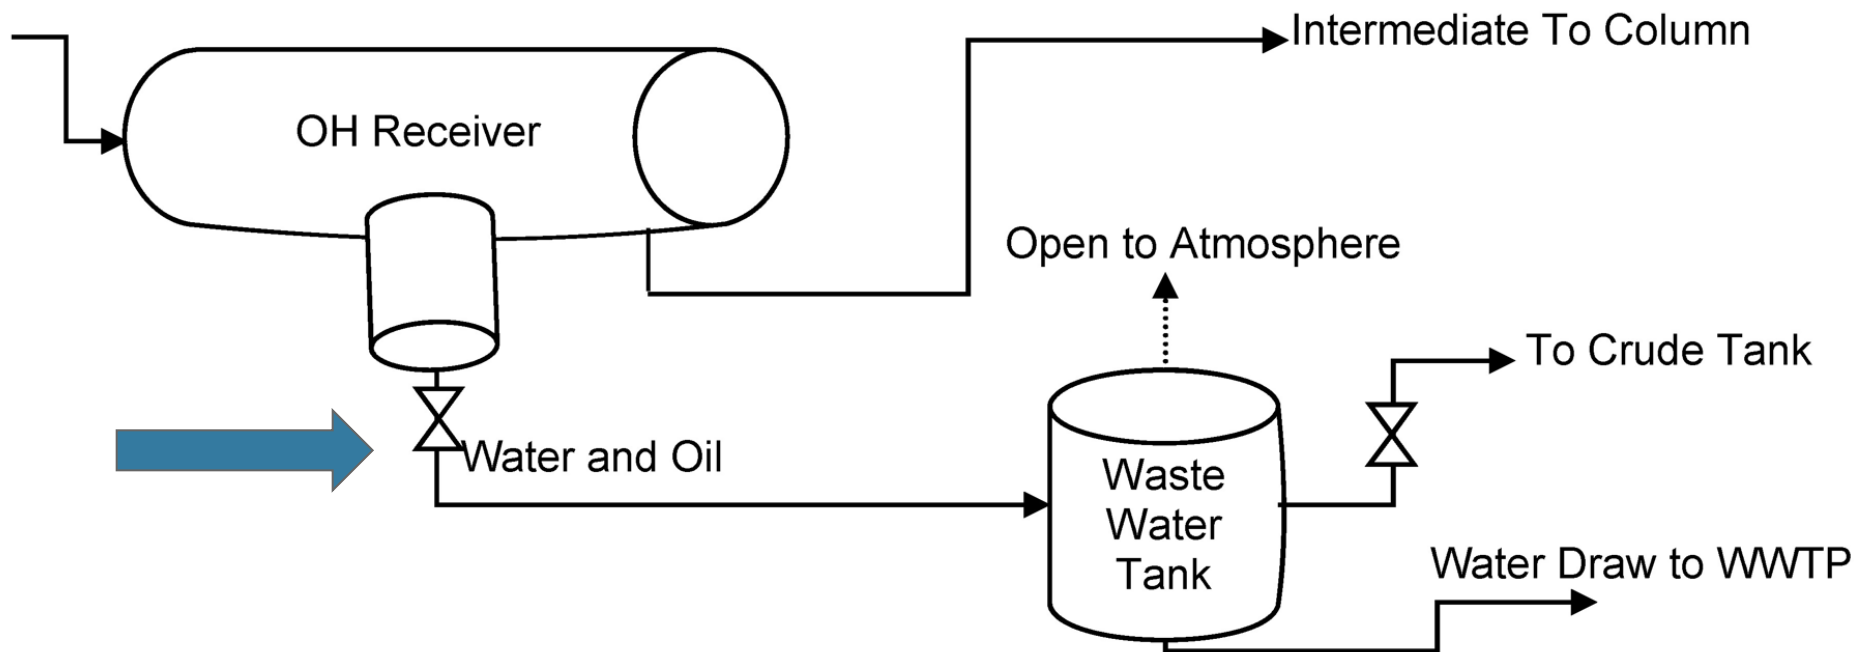 Intermediate To Column
OH Receiver
Open to Atmosphere
To Crude Tank
Water and Oil
Waste
Water
Tank
Water Draw to WWTP